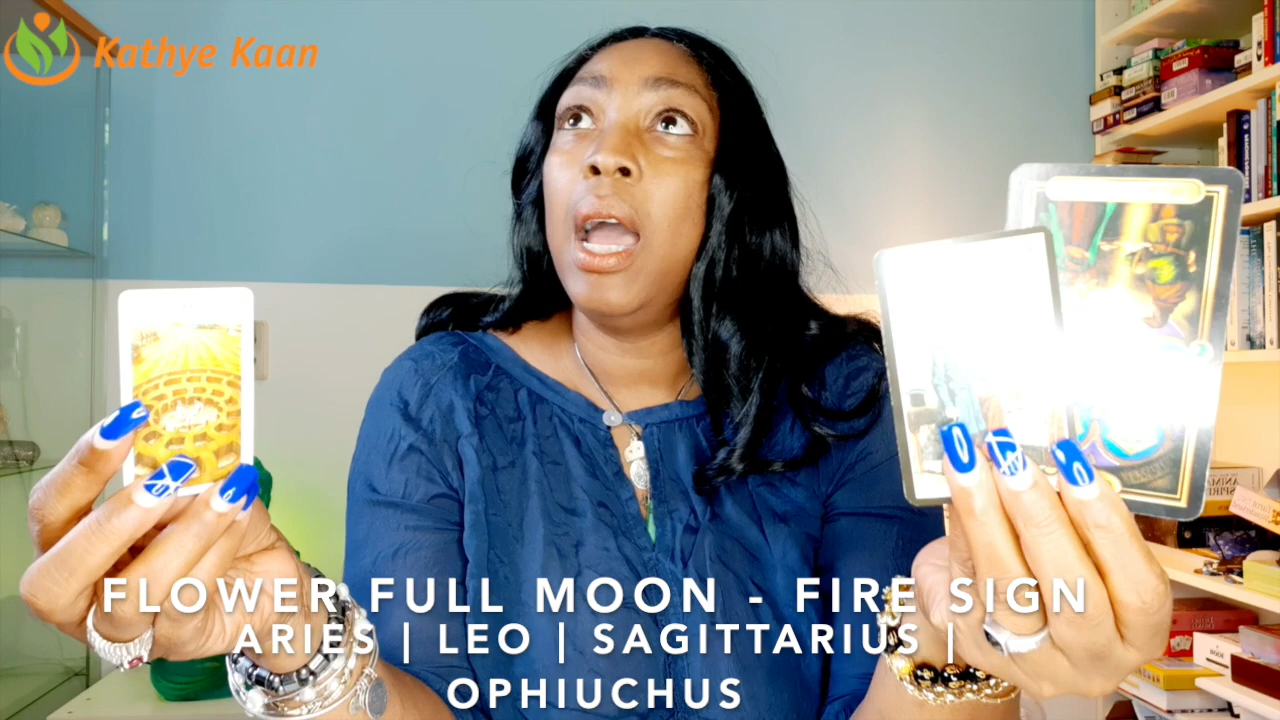 Kathye Kaan
FLOWER FULL MOON - FIRE SIGN
ARIES | LEO | SAGITTARIUS |
OPHIUCHUS